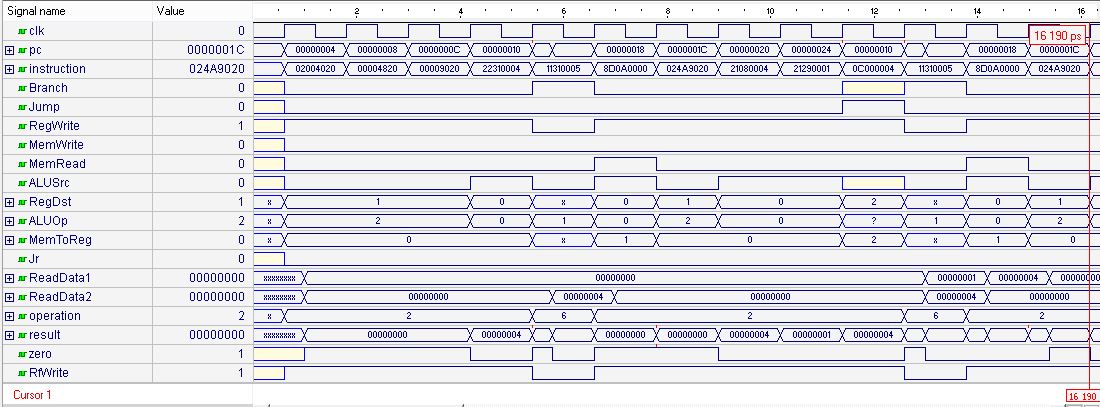 Signal name Value 2 4 6 8 10 12 14 16
clk 0 16 190 ps
pc 0000001C 00000004 00000008 0000000C 00000010 00000018 0000001C 00000020 00000024 00000010 00000018 0000001C
instruction 024A9020 02004020 00004820 00009020 22310004 11310005 8D0A0000 024A9020 21080004 21290001 0C000004 11310005 8D0A0000 024A9020
Branch 0
Jump 0
RegWrite 1
MemWrite 0
MemRead 0
ALUSrc 0
RegDst 1 x 1 0 x 0 1 0 2 x 0 1
ALUOp 2 x 2 0 1 0 2 0 ? 1 0 2
MemToReg 0 x 0 x 1 0 2 x 1 0
Jr 0
ReadData1 00000000 xxxxxxxx 00000000 00000001 00000004 0000000
ReadData2 00000000 xxxxxxxx 00000000 00000004 00000000 00000004 00000000
operation 2 x 2 6 2 6 2
result 00000000 xxxxxxxx 00000000 00000004 00000000 00000000 00000004 00000001 00000004
zero 1
RfWrite 1
Cursor 1 16 190